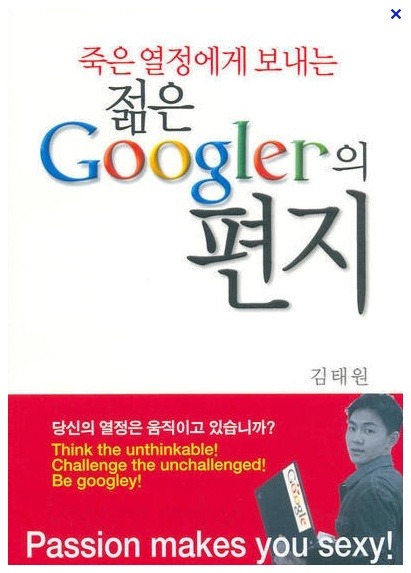 죽은 열정에게 보내는
젊은
Googler의
편지
김태원
당신의 열정은 움직이고 있습니까?
Think the unthinkable!
Challenge the unchallenged!
Be googley!
Google
Passion makes you sexy!